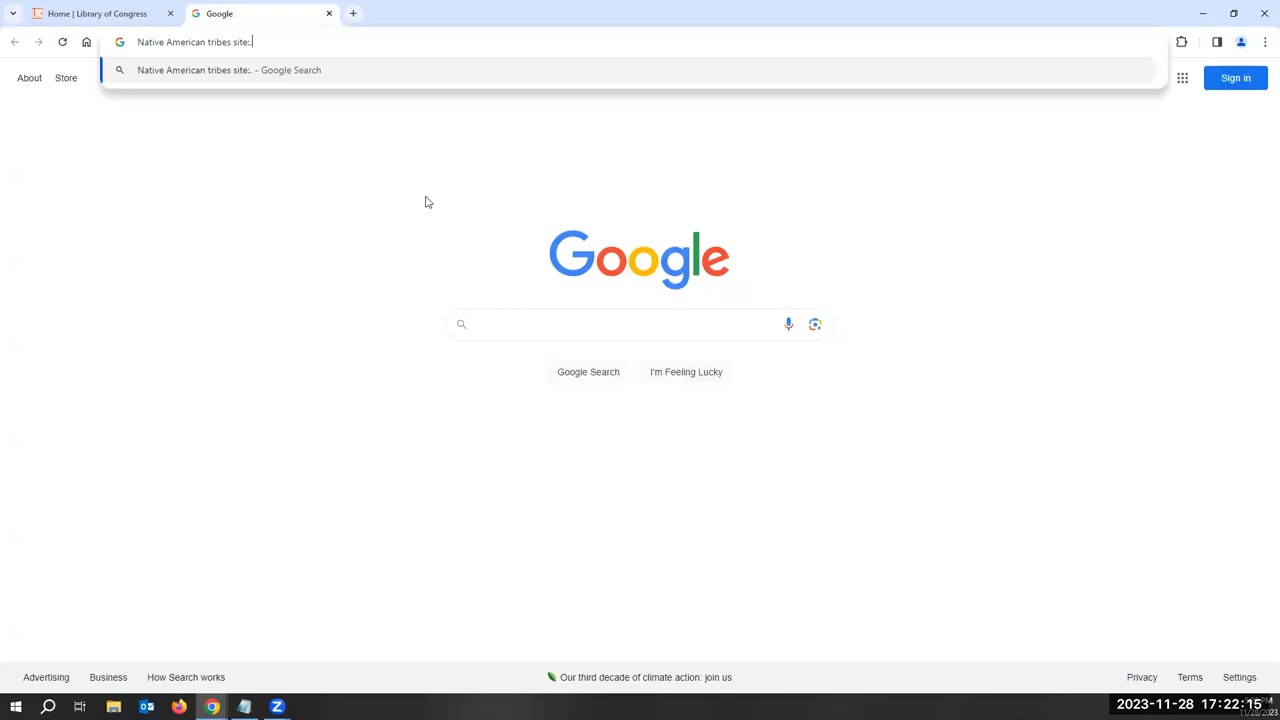 Home | Library of Congress
Google
Native American tribes site:.
Native American tribes site:. - Google Search
About
Store
Sign in
Google
Google Search
I'm Feeling Lucky
Advertising
Business
How Search works
Our third decade of climate action: join us
Privacy
Terms
Settings
2023-11-28 17:22:15